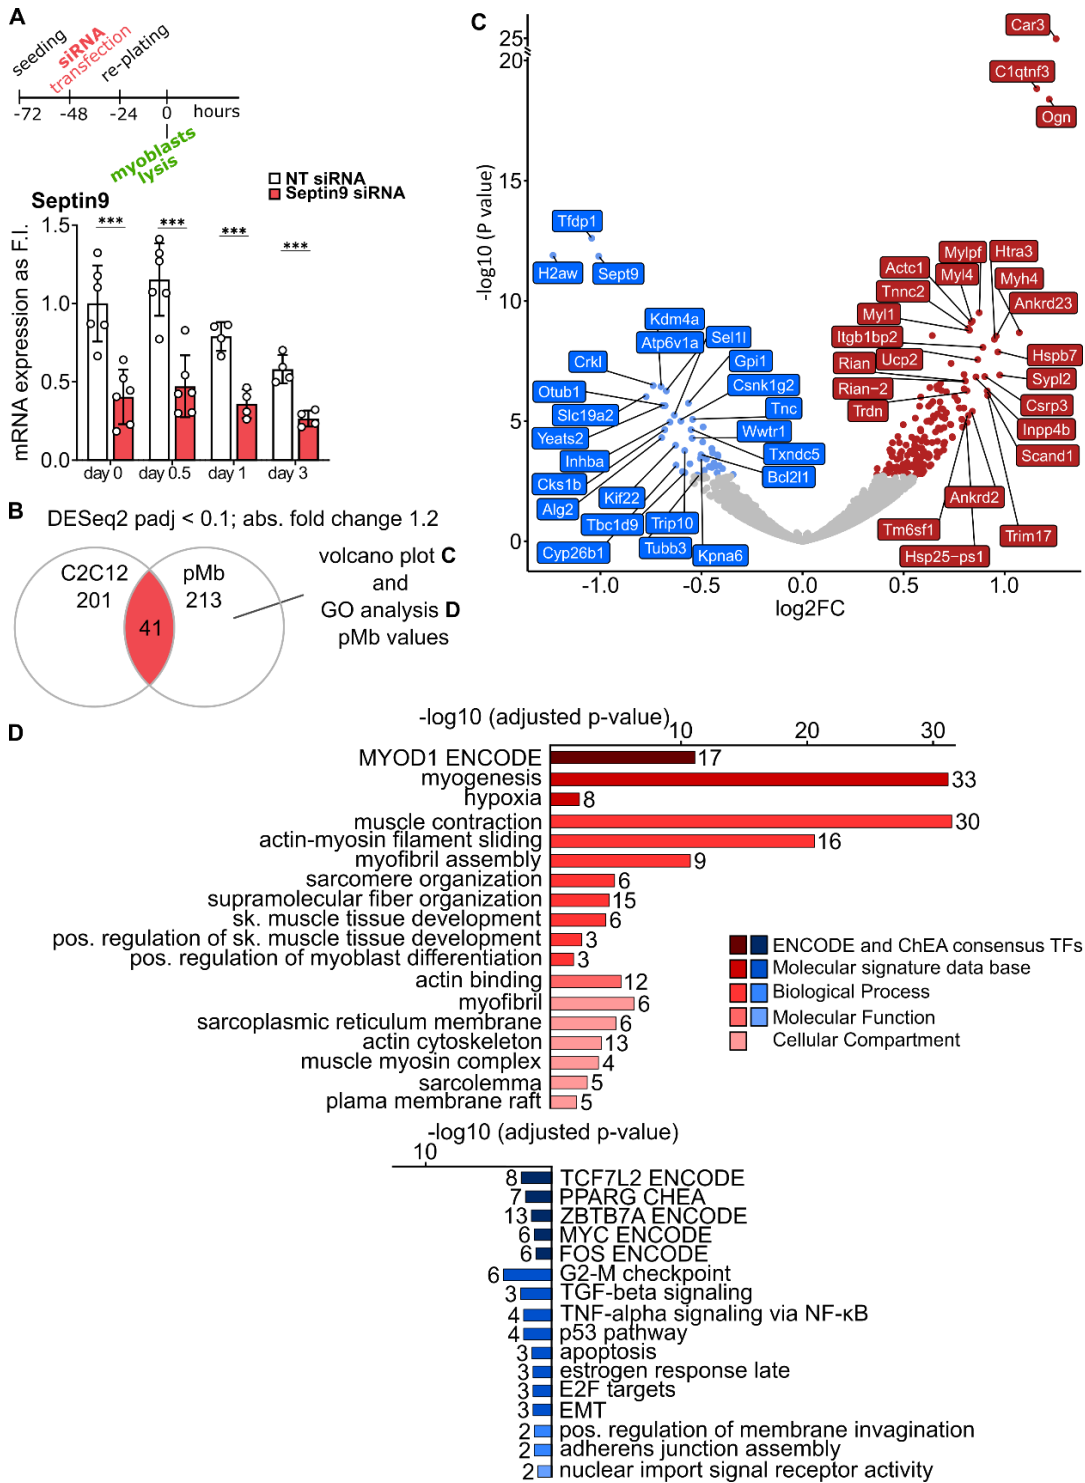 A
seeding
siRNA
transfection
re-plating
-72 -48 -24 0 hours
myoblasts
lysis
NT siRNA
Septin9 siRNA
Septin9
mRNA expression as F.I.
1.5
1.0
0.5
0.0
*** *** *** ***
day 0 day 0.5 day 1 day 3
B
DESeq2 padj < 0.1; abs. fold change 1.2
C2C12
201
41
pMb
213
volcano plot C
and
GO analysis D
pMb values
C
-log10 (P value)
25
20
15
10
5
0
-1.0 -0.5 0.0 0.5 1.0
log2FC
Car3
C1qtnf3
Ogn
Tfdp1
H2aw
Sept9
Kdm4a
Atp6v1a
Sel1l
Crkl
Gpi1
Otub1
Csnk1g2
Slc19a2
Tnc
Yeats2
Wwtr1
Inhba
Txndc5
Cks1b
Bcl2l1
Alg2
Kif22
Tbc1d9
Trip10
Cyp26b1
Tubb3
Kpna6
Mylpf
Htra3
Actc1
Myl4
Myh4
Tnnc2
Ankrd23
Myl1
Itgb1bp2
Ucp2
Hspb7
Rian
Sypl2
Rian-2
Csrp3
Trdn
Inpp4b
Scand1
Ankrd2
Tm6sf1
Trim17
Hsp25-ps1
D
-log10 (adjusted p-value)
10 20 30
MYOD1 ENCODE 17
myogenesis 33
hypoxia 8
muscle contraction 30
actin-myosin filament sliding 16
myofibril assembly 9
sarcomere organization 6
supramolecular fiber organization 15
sk. muscle tissue development 6
pos. regulation of sk. muscle tissue development 3
pos. regulation of myoblast differentiation 3
actin binding 12
myofibril 6
sarcoplasmic reticulum membrane 6
actin cytoskeleton 13
muscle myosin complex 4
sarcolemma 5
plama membrane raft 5
ENCODE and ChEA consensus TFs
Molecular signature data base
Biological Process
Molecular Function
Cellular Compartment
-log10 (adjusted p-value)
10
8 TCF7L2 ENCODE
7 PPARG CHEA
13 ZBTB7A ENCODE
6 MYC ENCODE
6 FOS ENCODE
6 G2-M checkpoint
3 TGF-beta signaling
4 TNF-alpha signaling via NF-κB
4 p53 pathway
3 apoptosis
3 estrogen response late
3 E2F targets
3 EMT
2 pos. regulation of membrane invagination
2 adherens junction assembly
2 nuclear import signal receptor activity